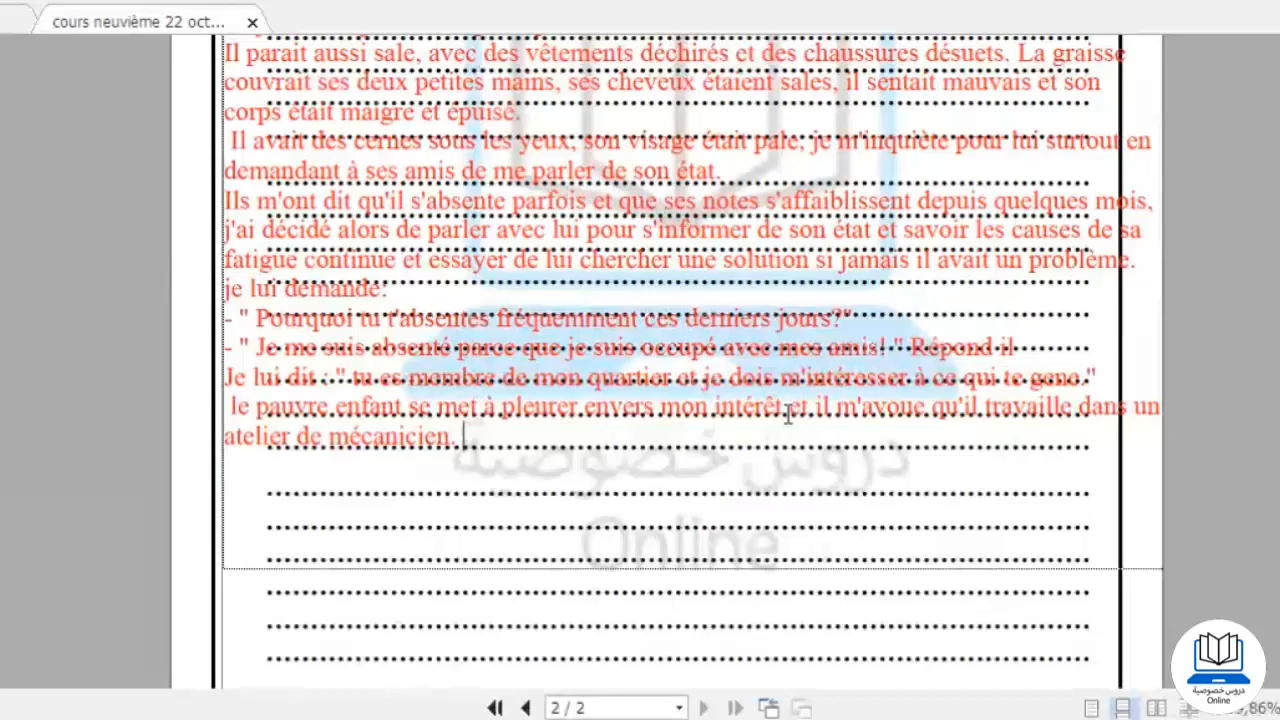 cours neuvième 22 oct...
Il parait aussi sale, avec des vêtements déchirés et des chaussures désuets. La graisse
couvrait ses deux petites mains, ses cheveux étaient sales, il sentait mauvais et son
corps était maigre et épuisé.
Il avait des cernes sous les yeux, son visage était pale, je m'inquiète pour lui surtout en
demandant à ses amis de me parler de son état.
Ils m'ont dit qu'il s'absente parfois et que ses notes s'affaiblissent depuis quelques mois,
j'ai décidé alors de parler avec lui pour s'informer de son état et savoir les causes de sa
fatigue continue et essayer de lui chercher une solution si jamais il avait un problème.
je lui demande:
- " Pourquoi tu t'absentes fréquemment ces derniers jours?"
- " Je me suis absenté parce que je suis occupé avec mes amis! " Répond il
Je lui dit : " tu es membre de mon quartier et je dois m'intéresser à ce qui te gene."
le pauvre enfant se met à pleurer envers mon intérêt et il m'avoue qu'il travaille dans un
atelier de mécanicien.
دروس خصوصية
Online
دروس خصوصية
Online
2 / 2
,86%